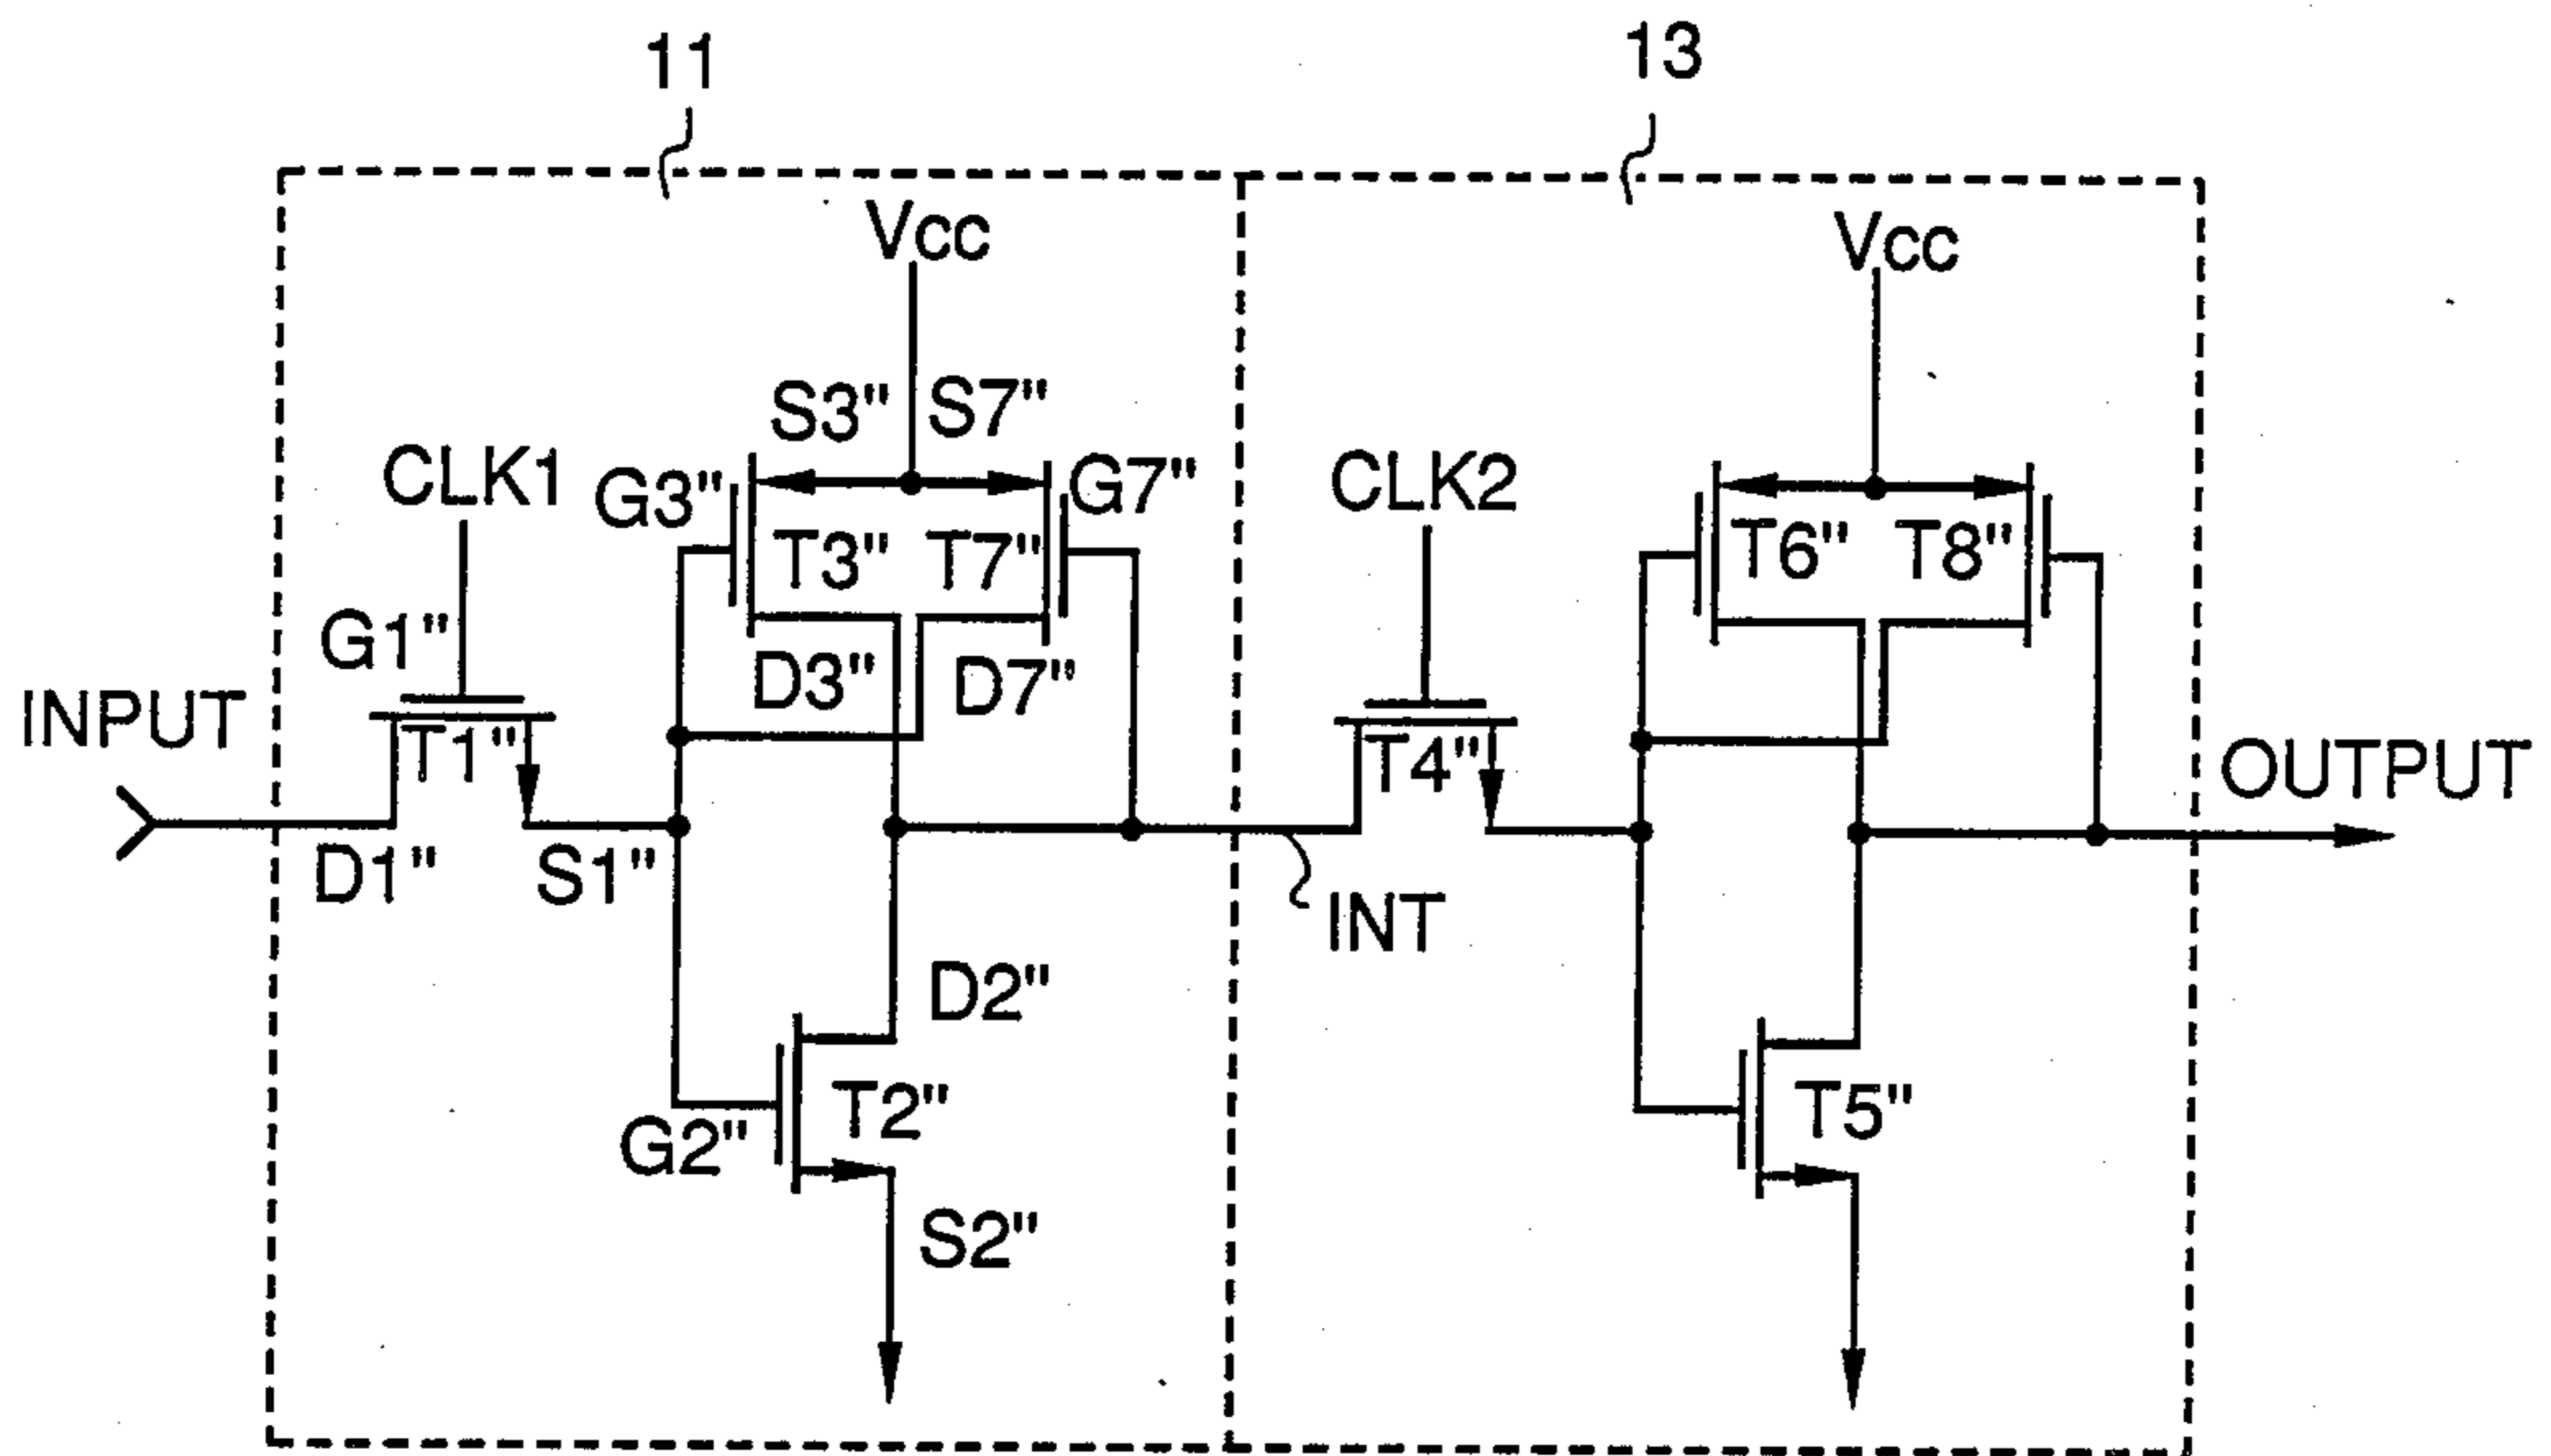 11
13
Vcc
Vcc
S3" S7"
CLK1
G3"
G7"
CLK2
T3" T7"
T6" T8"
G1"
D3" D7"
INPUT
T1"
T4"
OUTPUT
D1" S1"
INT
D2"
T2"
T5"
G2"
S2"